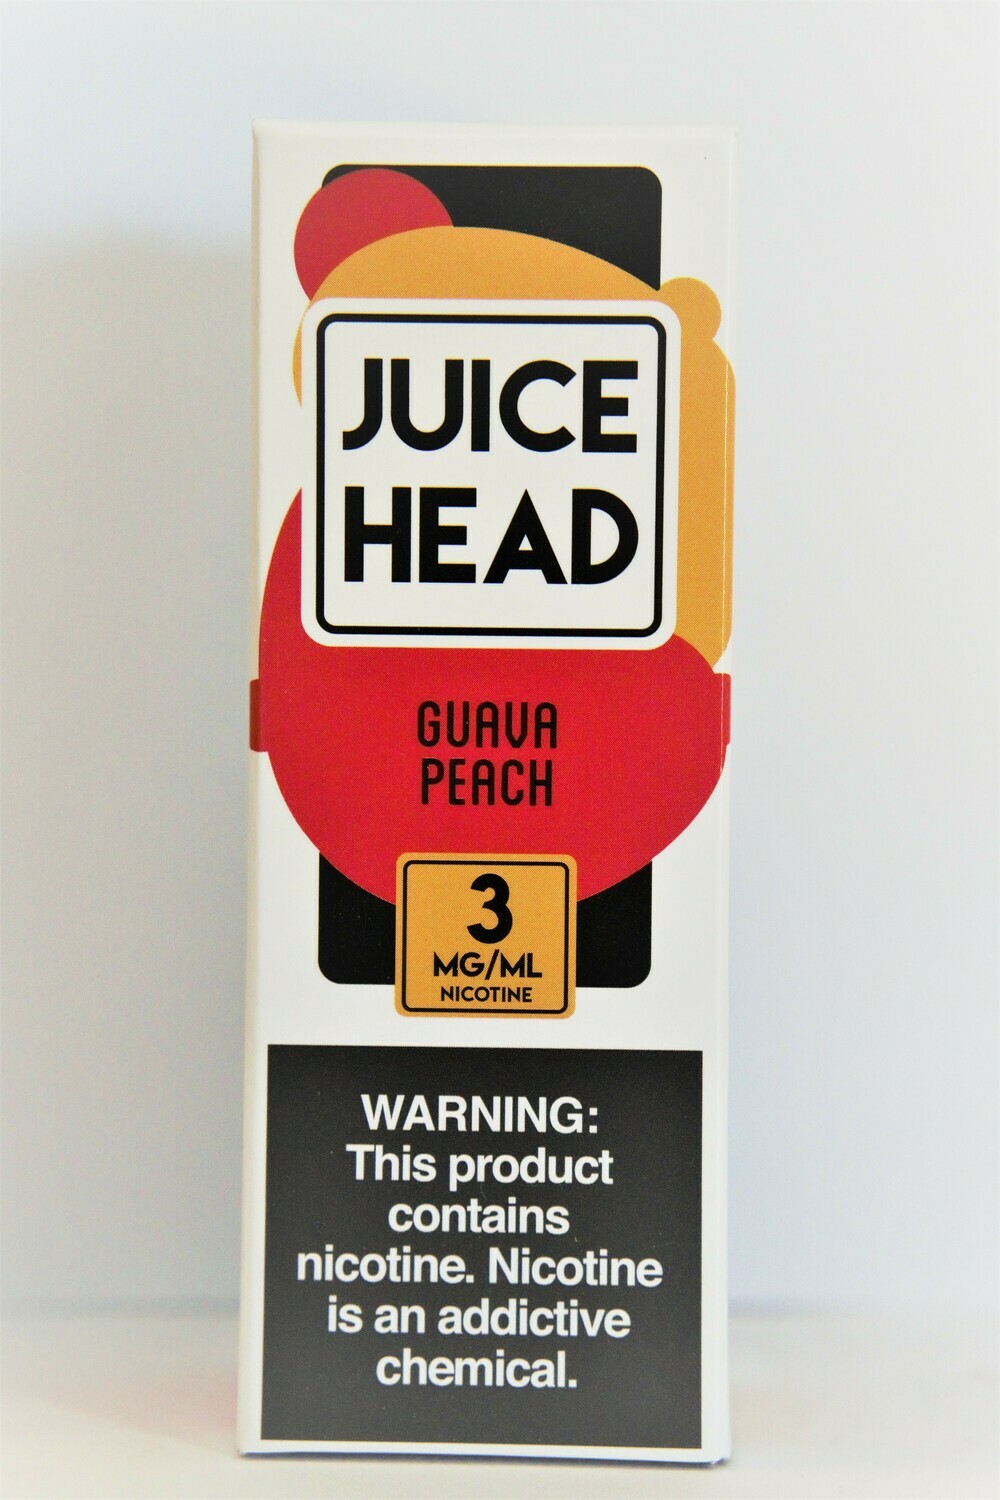 JUICE
HEAD
GUAVA
PEACH
3
MG/ML
NICOTINE
WARNING:
This product
contains
nicotine. Nicotine
is an addictive
chemical.